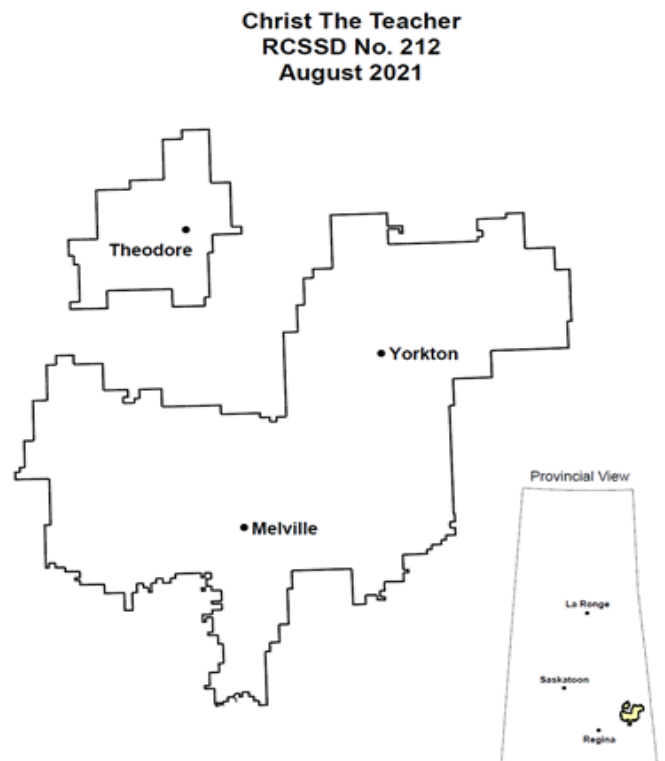 Christ The Teacher
RCSSD No. 212
August 2021
Theodore
Yorkton
Melville
Provincial View
La Ronge
Saskatoon
Regina